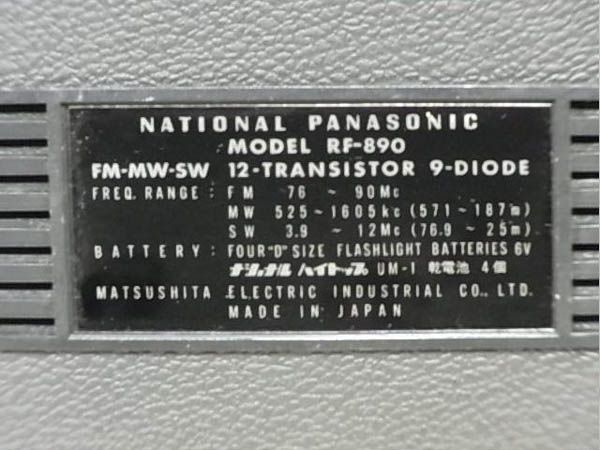 NATIONAL PANASONIC
MODEL RF-890
FM-MW-SW 12-TRANSISTOR 9-DIODE
FREQ. RANGE : FM 76 ~ 90Mc
MW 525 ~ 1605kc (571 ~ 187m)
SW 3.9 ~ 12Mc (76.9 ~ 25m)
BATTERY : FOUR "D" SIZE FLASHLIGHT BATTERIES 6V
ナショナル ハイトップ UM-1 乾電池 4個
MATSUSHITA ELECTRIC INDUSTRIAL CO., LTD.
MADE IN JAPAN